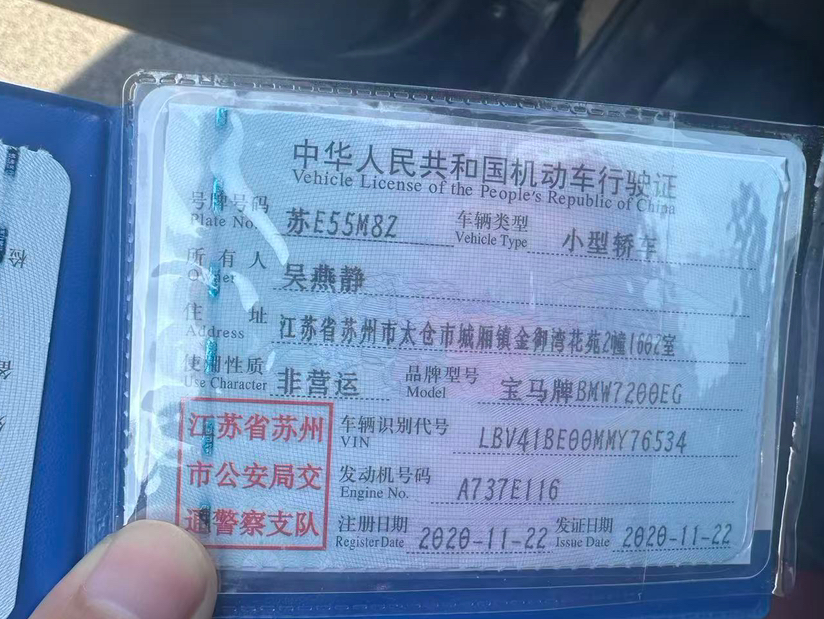 中华人民共和国机动车行驶证
Vehicle License of the People's Republic of China
号牌号码 苏E55M8Z 车辆类型 小型轿车
Plate No. Vehicle Type
所有人 吴燕静
Owner
住址 江苏省苏州市太仓市城厢镇金御湾花苑2幢1602室
Address
使用性质 非营运 品牌型号 宝马牌BMW7200EG
Use Character Model
江苏省苏州 车辆识别代号 LBV41BE00MMY76534
VIN
市公安局交 发动机号码 A737E116
Engine No.
通警察支队 注册日期 2020-11-22 发证日期 2020-11-22
Register Date Issue Date